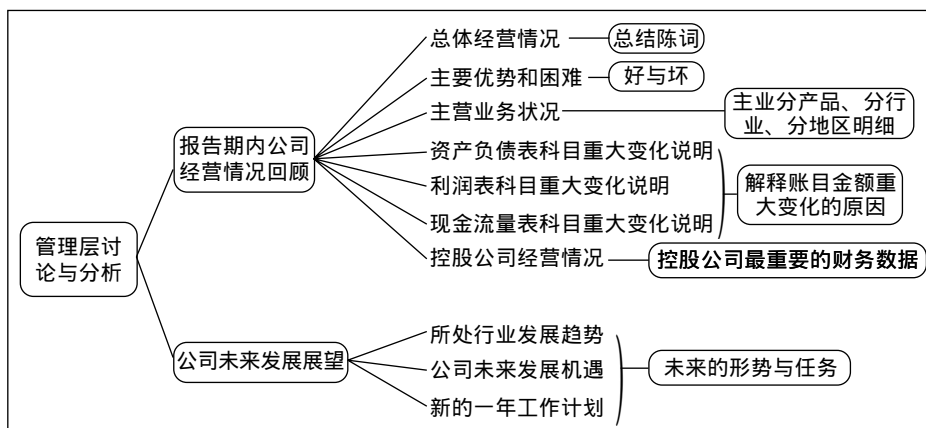 管理层讨
论与分析
报告期内公司
经营情况回顾
总体经营情况
总结陈词
主要优势和困难
好与坏
主营业务状况
主业分产品、分行
业、分地区明细
资产负债表科目重大变化说明
利润表科目重大变化说明
现金流量表科目重大变化说明
解释账目金额重
大变化的原因
控股公司经营情况
控股公司最重要的财务数据
公司未来发展展望
所处行业发展趋势
公司未来发展机遇
新的一年工作计划
未来的形势与任务